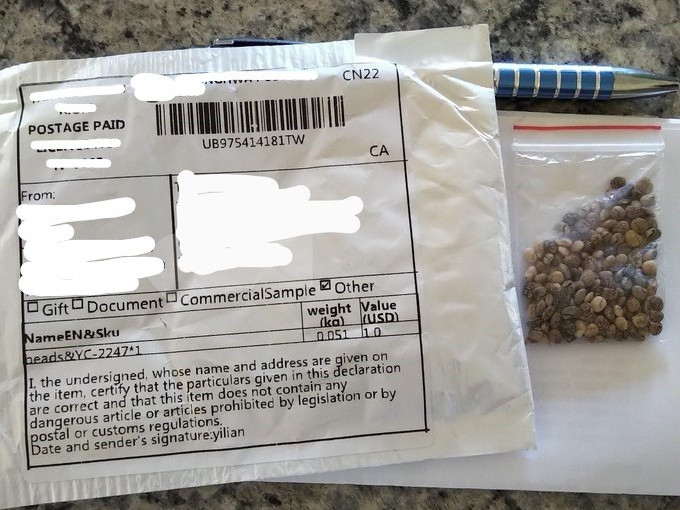 CN22
POSTAGE PAID
UB975414181TW
CA
From:
Gift Document CommercialSample Other
NameEN&Sku
weight (kg)
Value (USD)
beads&YC-2247*1
0.051
1.0
I, the undersigned, whose name and address are given on
the item, certify that the particulars given in this declaration
are correct and that this item does not contain any
dangerous article or articles prohibited by legislation or by
postal or customs regulations.
Date and sender's signature:yilian